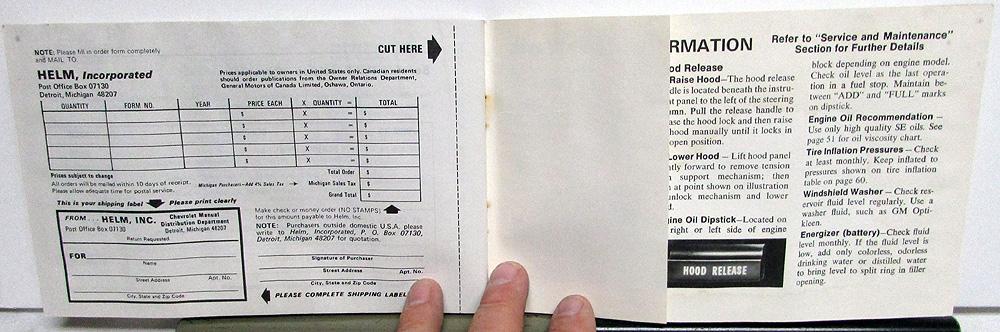 NOTE: Please fill in order form completely
and MAIL TO:
CUT HERE
HELM, Incorporated
Post Office Box 07130
Detroit, Michigan 48207
Prices applicable to owners in United States only. Canadian residents
should order publications from the Owner Relations Department,
General Motors of Canada Limited, Oshawa, Ontario.
QUANTITY FORM NO. YEAR PRICE EACH X QUANTITY = TOTAL
$ X = $
$ X = $
$ X = $
$ X = $
$ X = $
Prices subject to change
Total Order $
All orders will be mailed within 10 days of receipt.
Please allow adequate time for postal service.
Michigan Purchasers—Add 4% Sales Tax
Michigan Sales Tax $
Grand Total $
This is your shipping label Please print clearly
FROM... HELM, INC.
Post Office Box 07130
Chevrolet Manual
Distribution Department
Detroit, Michigan 48207
Return Requested
FOR
Name
Street Address Apt. No.
City, State and Zip Code
Make check or money order (NO STAMPS)
for this amount payable to Helm, Inc.
NOTE: Purchasers outside domestic U.S.A. please
write to Helm, Incorporated, P. O. Box 07130,
Detroit, Michigan 48207 for quotation.
Signature of Purchaser
Street Address Apt. No.
City, State and Zip Code
PLEASE COMPLETE SHIPPING LABEL
RMATION
Refer to "Service and Maintenance"
Section for Further Details
od Release
Raise Hood—The hood release
dle is located beneath the instru-
t panel to the left of the steering
mn. Pull the release handle to
ase the hood lock and then raise
hood manually until it locks in
open position.
Lower Hood — Lift hood panel
tly forward to remove tension
support mechanism; then
at point shown on illustration
nlock mechanism and lower
d.
ine Oil Dipstick—Located on
right or left side of engine
HOOD RELEASE
block depending on engine model.
Check oil level as the last opera-
tion in a fuel stop. Maintain be-
tween "ADD" and "FULL" marks
on dipstick.
Engine Oil Recommendation —
Use only high quality SE oils. See
page 51 for oil viscosity chart.
Tire Inflation Pressures — Check
at least monthly. Keep inflated to
pressures shown on tire inflation
table on page 60.
Windshield Washer — Check res-
ervoir fluid level regularly. Use a
washer fluid, such as GM Opti-
kleen.
Energizer (battery)—Check fluid
level monthly. If the fluid level is
low, add only colorless, odorless
drinking water or distilled water
to bring level to split ring in filler
opening.